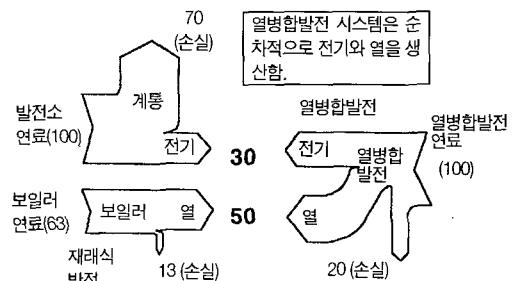 70
(손실)
열병합발전 시스템은 순
차적으로 전기와 열을 생
산함.
계통
발전소
연료(100)
전기
30
열병합발전
전기
열병합
발전
열병합발전
연료
(100)
보일러
연료(63)
보일러
열
50
열
재래식
13 (손실)
20 (손실)